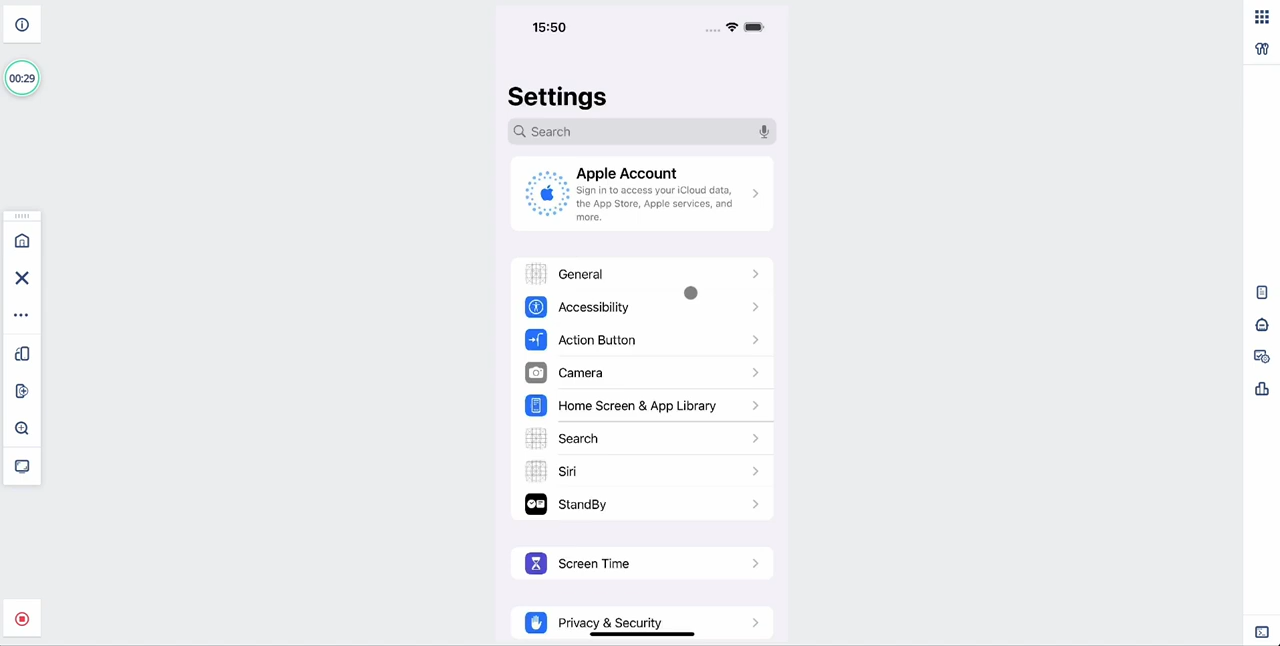 15:50
00:29
Settings
Search
Apple Account
Sign in to access your iCloud data,
the App Store, Apple services, and
more.
General
Accessibility
Action Button
Camera
Home Screen & App Library
Search
Siri
StandBy
Screen Time
Privacy & Security